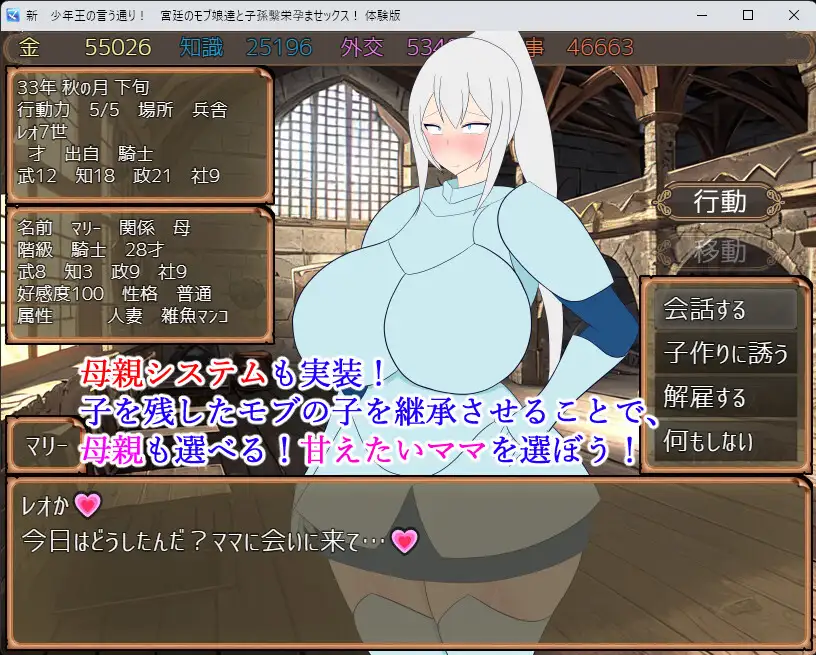 新　少年王の言う通り！　宮廷のモブ娘達と子孫繫栄孕ませックス！ 体験版
金　55026　知識　25196　外交　534　事　46663
33年 秋の月 下旬
行動力　5/5　場所　兵舎
ﾚｵ7世
才　出自　騎士
武12　知18　政21　社9
行動
移動
名前　ﾏﾘｰ　関係　母
階級　騎士　28才
武8　知3　政9　社9
好感度100　性格　普通
属性　人妻　雑魚ﾏﾝｺ
会話する
子作りに誘う
解雇する
何もしない
母親システムも実装！
子を残したモブの子を継承させることで、
母親も選べる！甘えたいママを選ぼう！
マリー
レオか💗
今日はどうしたんだ？ママに会いに来て…💗